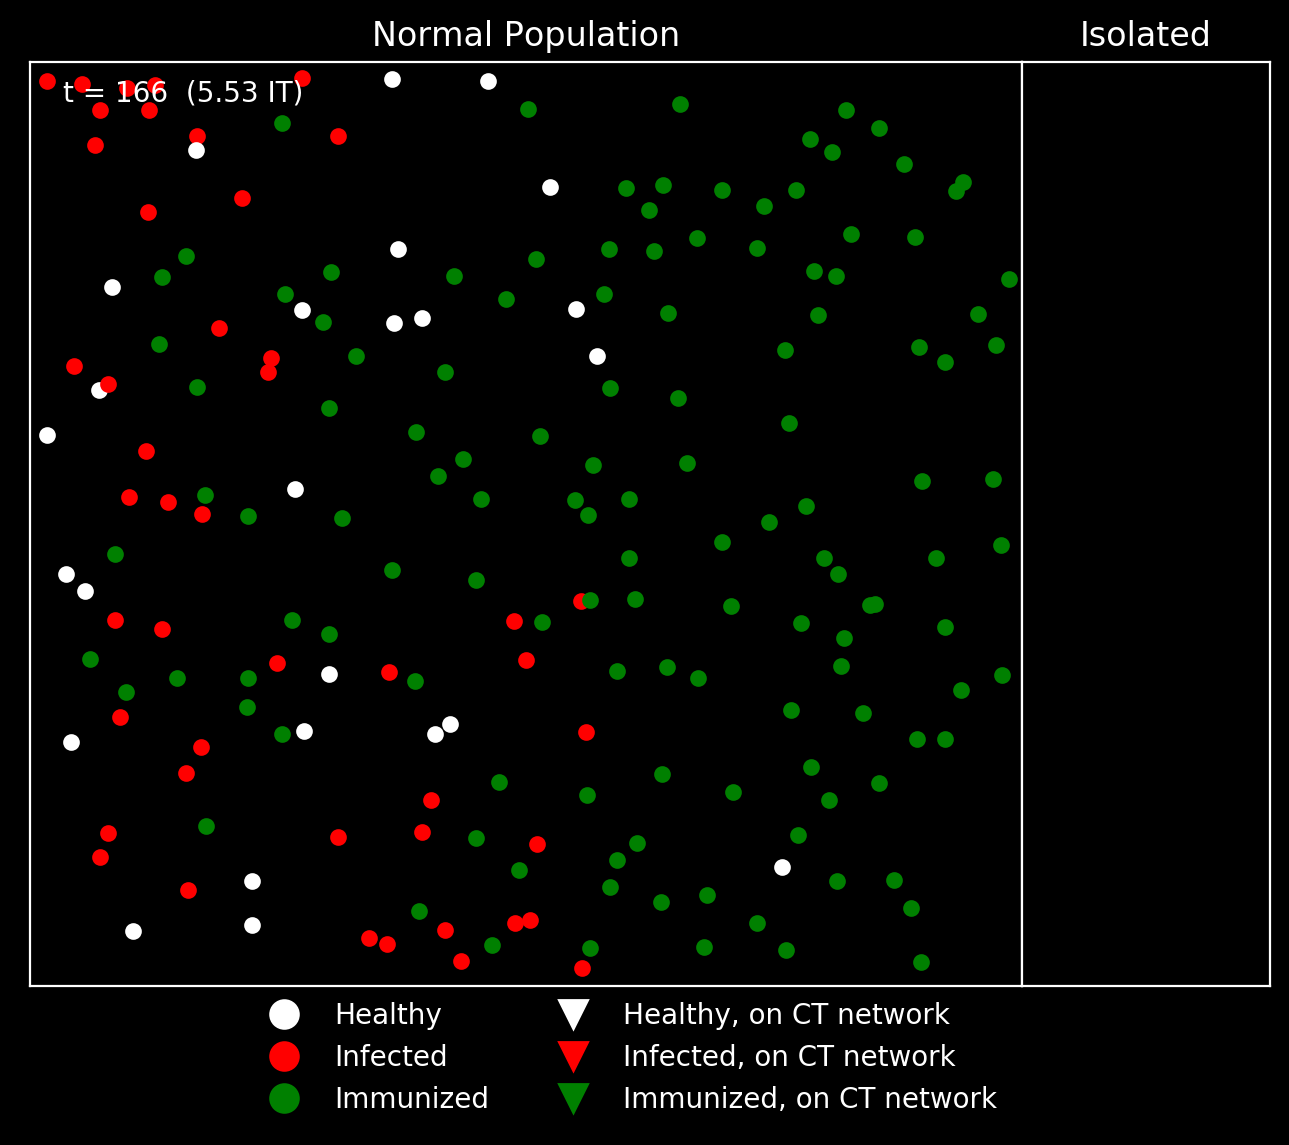 Normal Population
Isolated
t = 166  (5.53 IT)
Healthy
Infected
Immunized
Healthy, on CT network
Infected, on CT network
Immunized, on CT network